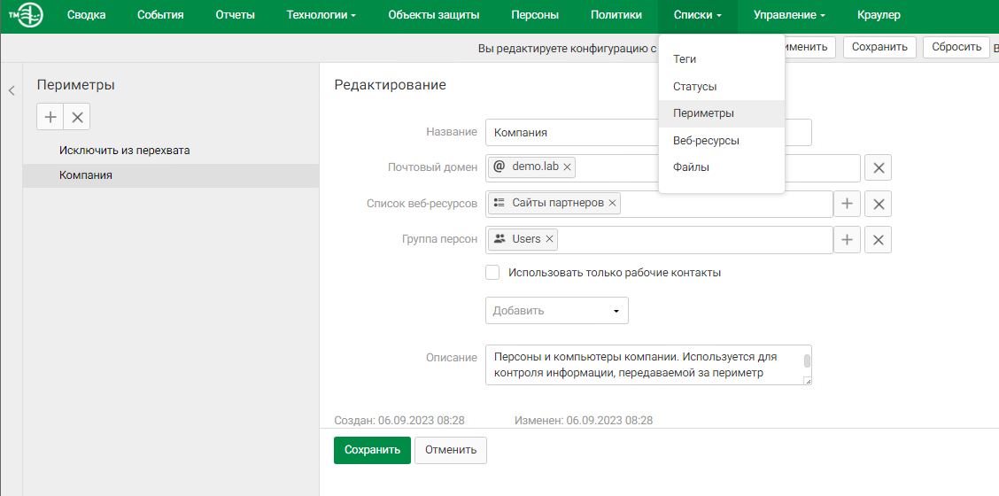 TM
Сводка События Отчеты Технологии Объекты защиты Персоны Политики Списки Управление Краулер
Вы редактируете конфигурацию с
Сохранить Сбросить
Теги
Статусы
Периметры
Веб-ресурсы
Файлы
Периметры
Исключить из перехвата
Компания
Редактирование
Название Компания
Почтовый домен @ demo.lab
Список веб-ресурсов Сайты партнеров
Группа персон Users
Использовать только рабочие контакты
Добавить
Описание Персоны и компьютеры компании. Используется для
контроля информации, передаваемой за периметр
Создан: 06.09.2023 08:28 Изменен: 06.09.2023 08:28
Сохранить Отменить